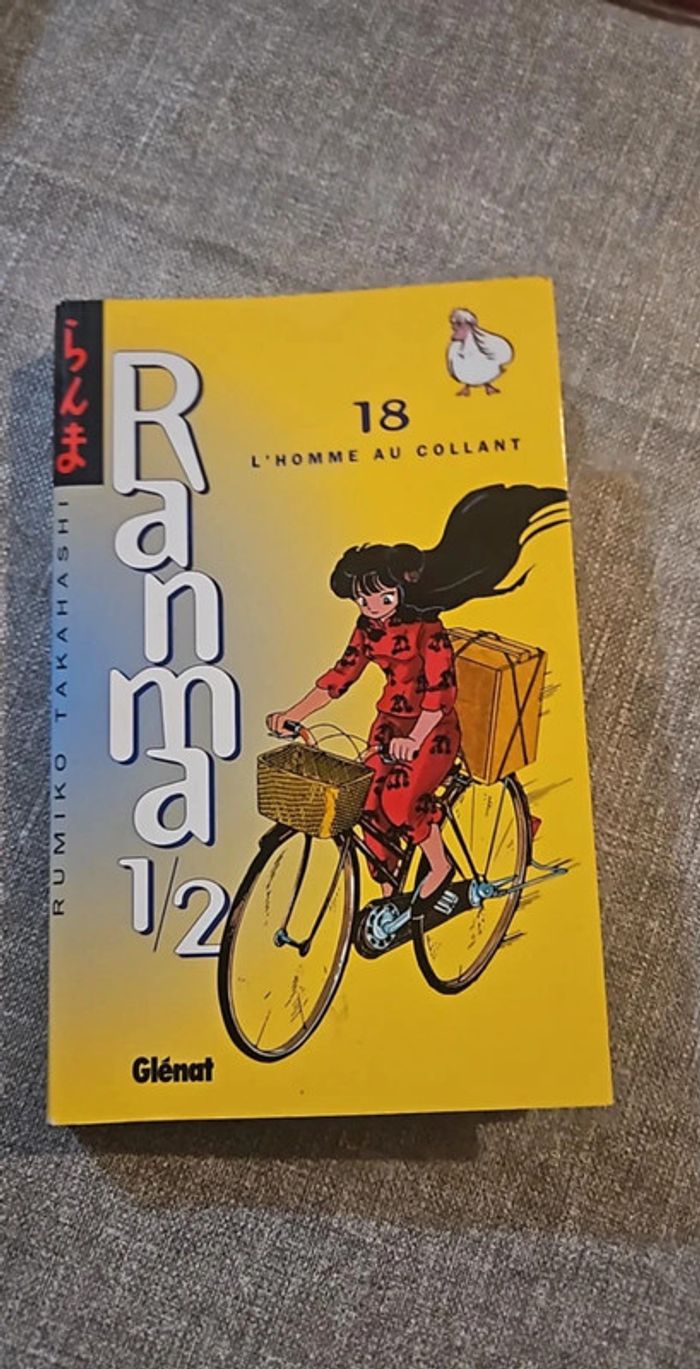 らんま
RUMIKO TAKAHASHI
Ranma
1/2
18
L'HOMME AU COLLANT
Glénat